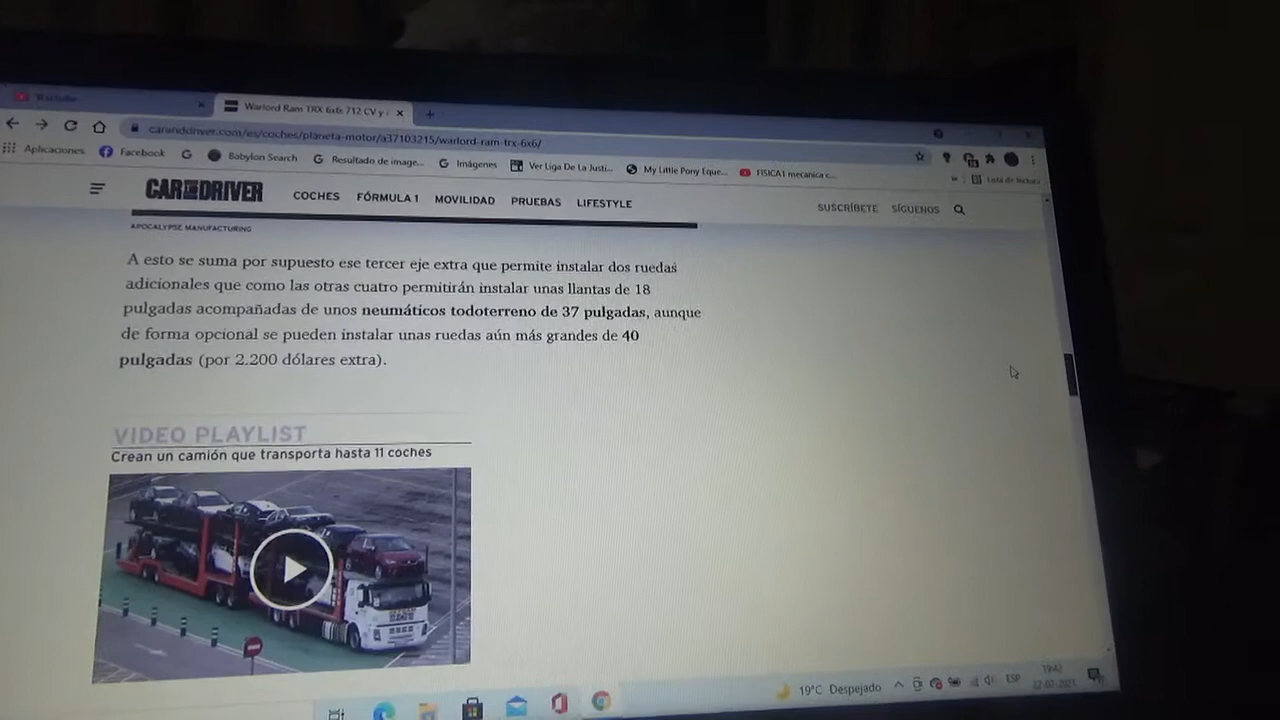 Warlord Ram TRX 6x6: 712 CV y
caranddriver.com/es/coches/planeta-motor/a37103215/warlord-ram-trx-6x6/
Aplicaciones Facebook Babylon Search Resultado de image... Imágenes Ver Liga De La Justi... My Little Pony Eque... FISICA1 mecanica c...
Lista de lectura
CAR AND DRIVER COCHES FÓRMULA 1 MOVILIDAD PRUEBAS LIFESTYLE SUSCRÍBETE SÍGUENOS
APOCALYPSE MANUFACTURING
A esto se suma por supuesto ese tercer eje extra que permite instalar dos ruedas
adicionales que como las otras cuatro permitirán instalar unas llantas de 18
pulgadas acompañadas de unos neumáticos todoterreno de 37 pulgadas, aunque
de forma opcional se pueden instalar unas ruedas aún más grandes de 40
pulgadas (por 2.200 dólares extra).
VIDEO PLAYLIST
Crean un camión que transporta hasta 11 coches
19°C Despejado ESP
19:42